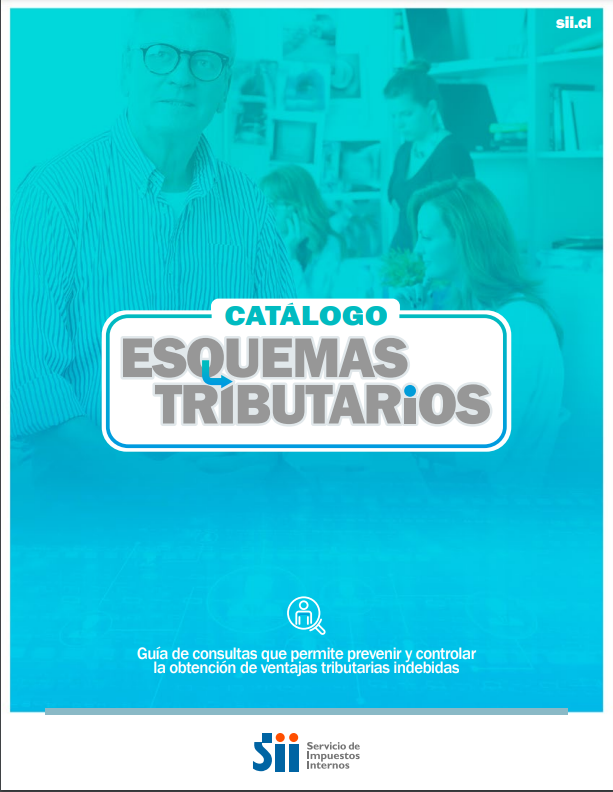 sii.cl
CATÁLOGO
ESQUEMAS
TRIBUTARiOS
Guía de consultas que permite prevenir y controlar
la obtención de ventajas tributarias indebidas
Sii
Servicio de
Impuestos
Internos